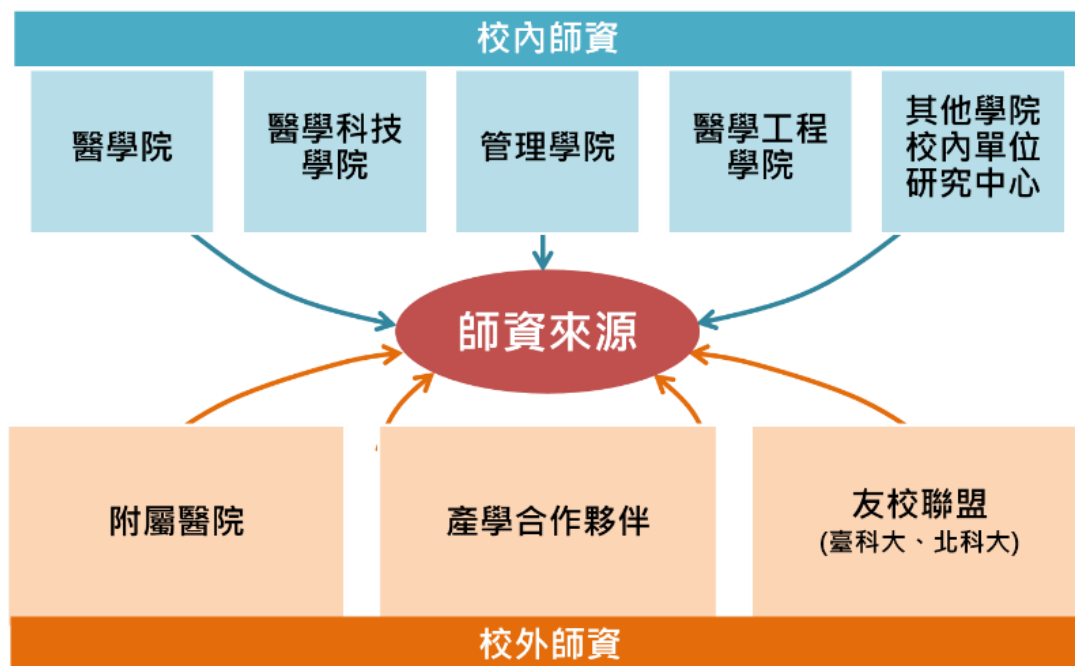 校內師資
醫學院
醫學科技
學院
管理學院
醫學工程
學院
其他學院
校內單位
研究中心
師資來源
附屬醫院
產學合作夥伴
友校聯盟
(臺科大、北科大)
校外師資